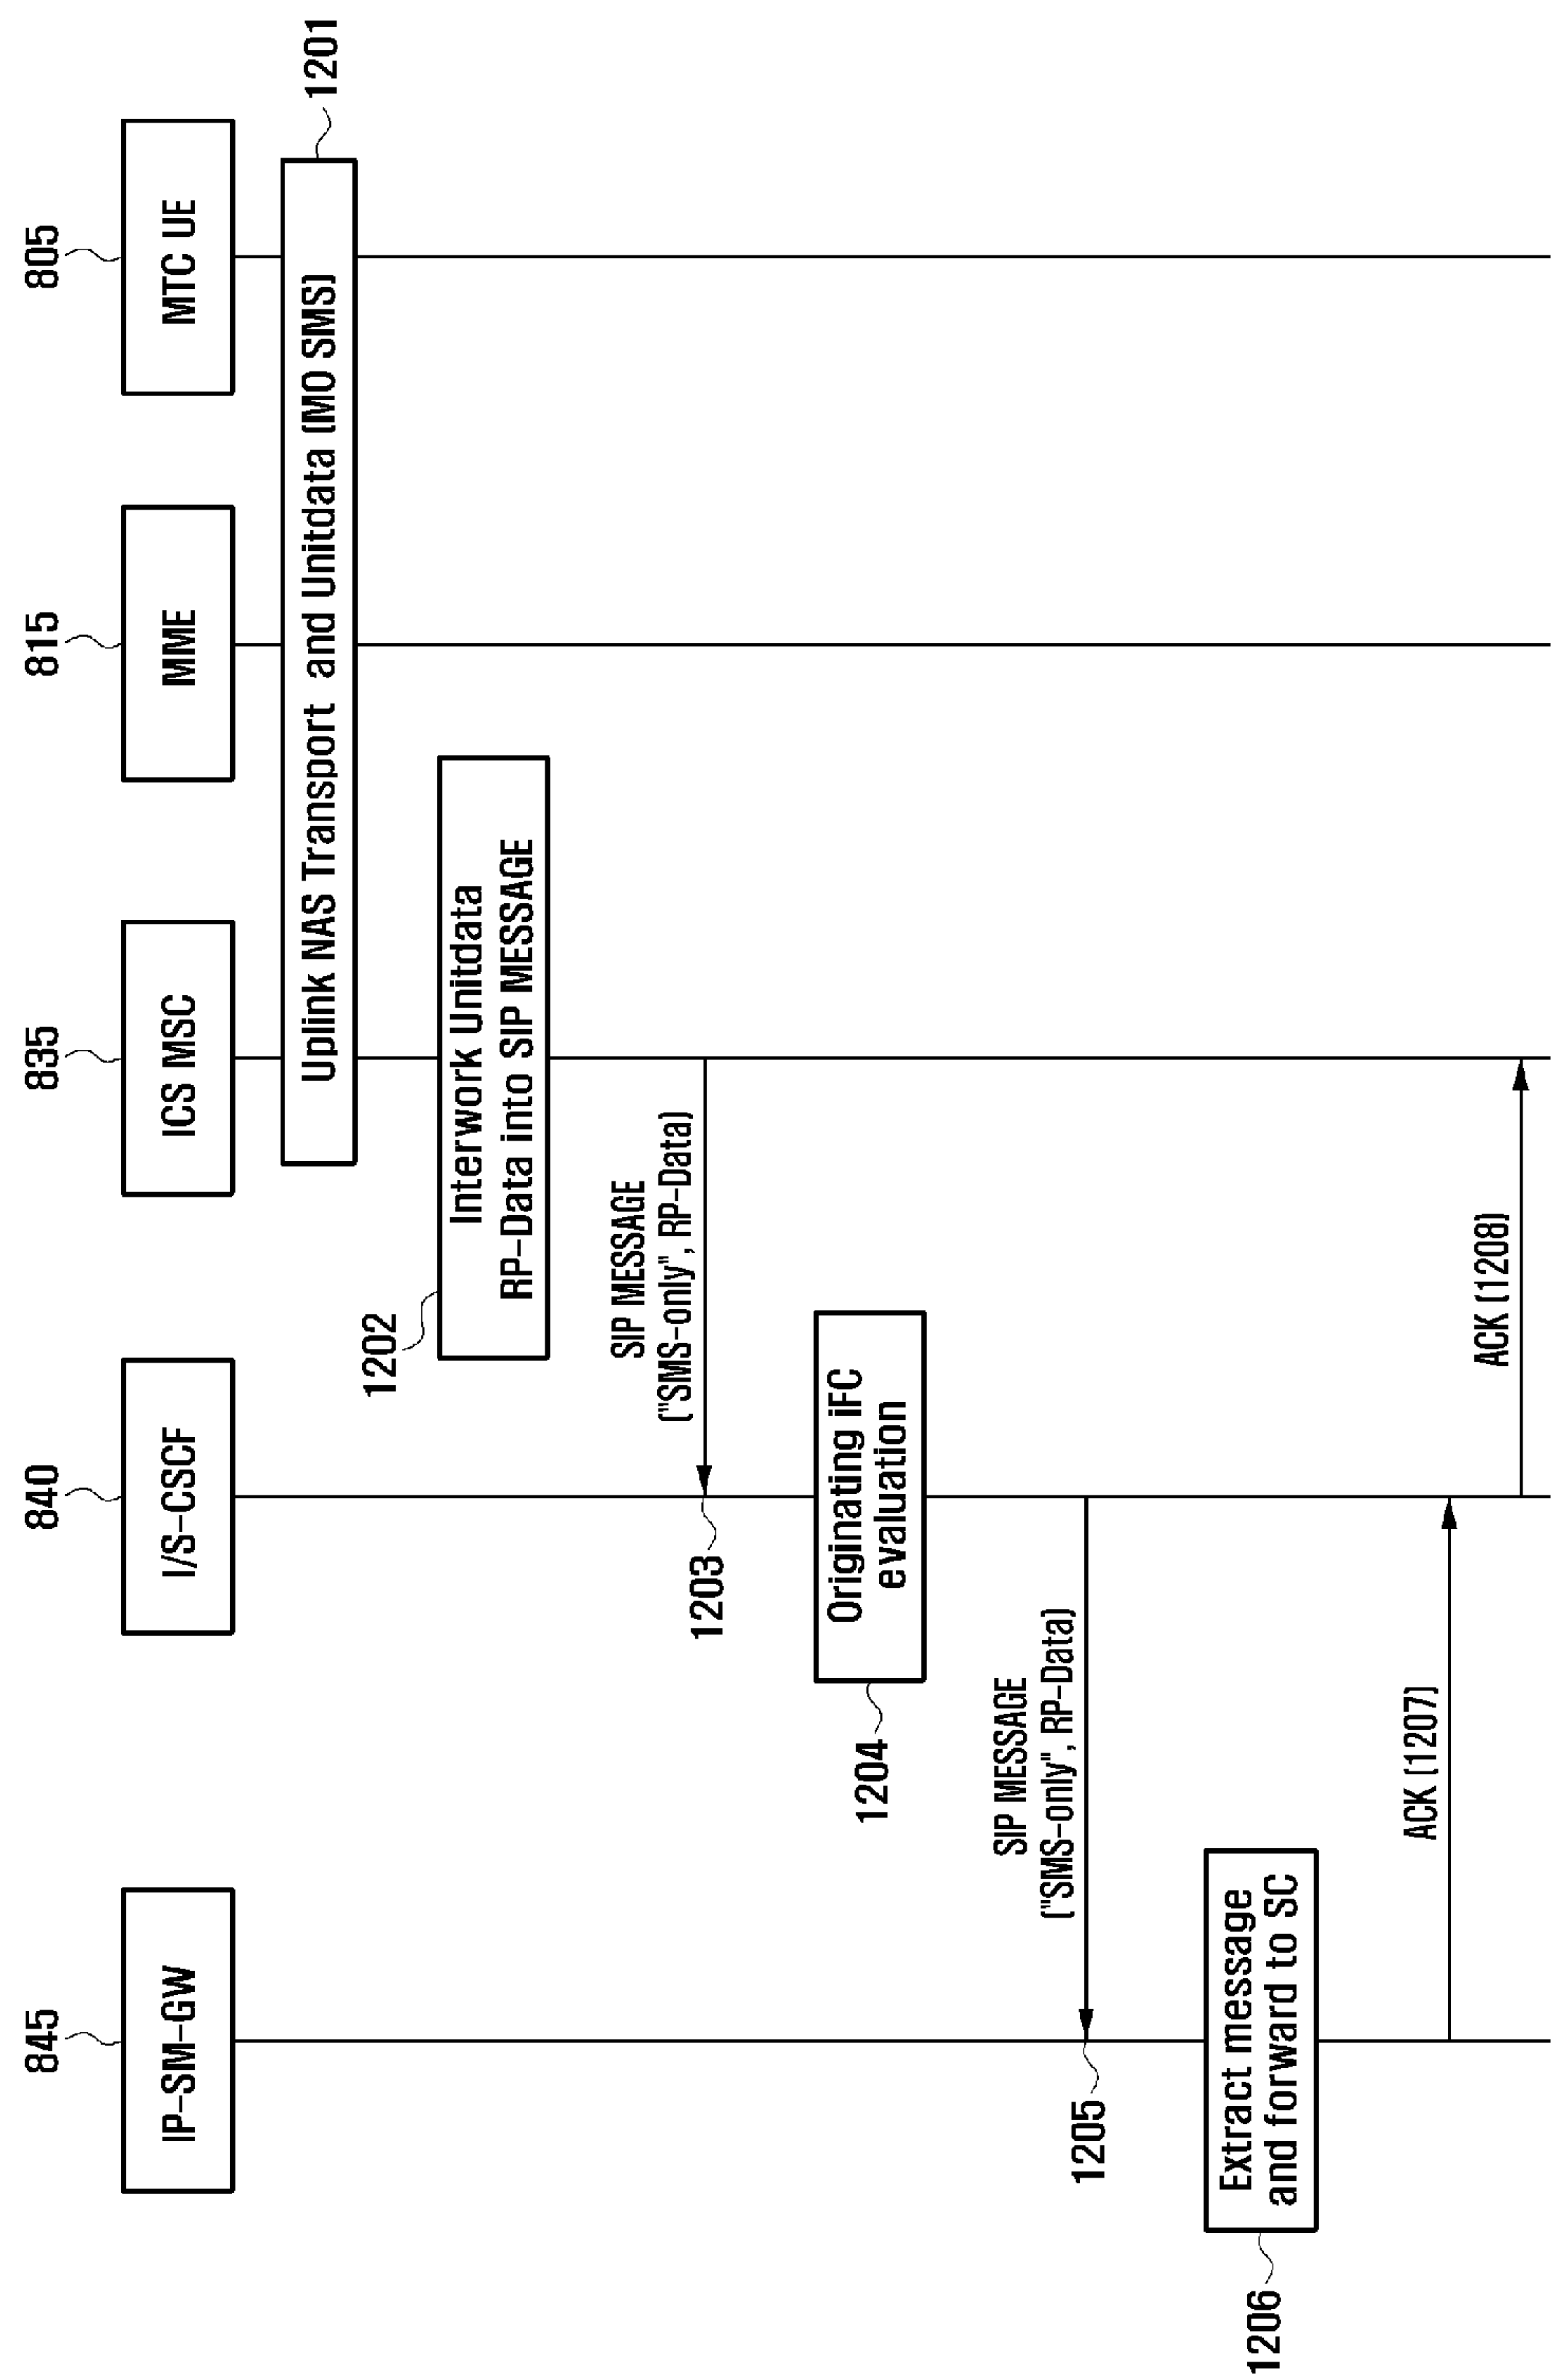 845
840
835
815
805
IP-SM-GW
I/S-CSCF
ICS MSC
MME
MTC UE
Uplink NAS Transport and Unitdata (MO SMS)
1201
1202
Interwork Unitdata
RP-Data into SIP MESSAGE
SIP MESSAGE
("SMS-only", RP-Data)
1203
Originating iFC
evaluation
1204
SIP MESSAGE
("SMS-only", RP-Data)
1205
Extract message
and forward to SC
1206
ACK (1207)
ACK (1208)